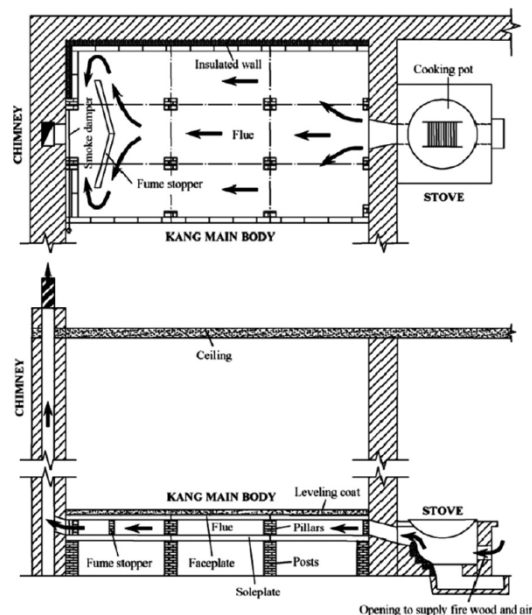 Insulated wall
Cooking pot
CHIMNEY
Smoke damper
Flue
Fume stopper
STOVE
KANG MAIN BODY
Ceiling
CHIMNEY
KANG MAIN BODY
Leveling coat
STOVE
Flue
Pillars
Fume stopper
Faceplate
Posts
Soleplate
Opening to supply fire wood and air